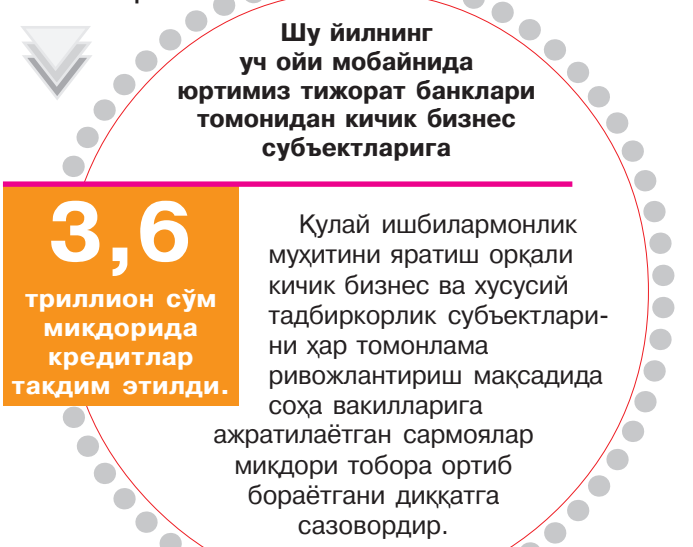 Шу йилнинг
уч ойи мобайнида
юртимиз тижорат банклари
томонидан кичик бизнес
субъектларига
3,6
триллион сўм
миқдорида
кредитлар
тақдим этилди.
Қулай ишбилармонлик
муҳитини яратиш орқали
кичик бизнес ва хусусий
тадбиркорлик субъектлари-
ни ҳар томонлама
ривожлантириш мақсадида
соҳа вакилларига
ажратилаётган сармоялар
миқдори тобора ортиб
бораётгани диққатга
сазовордир.